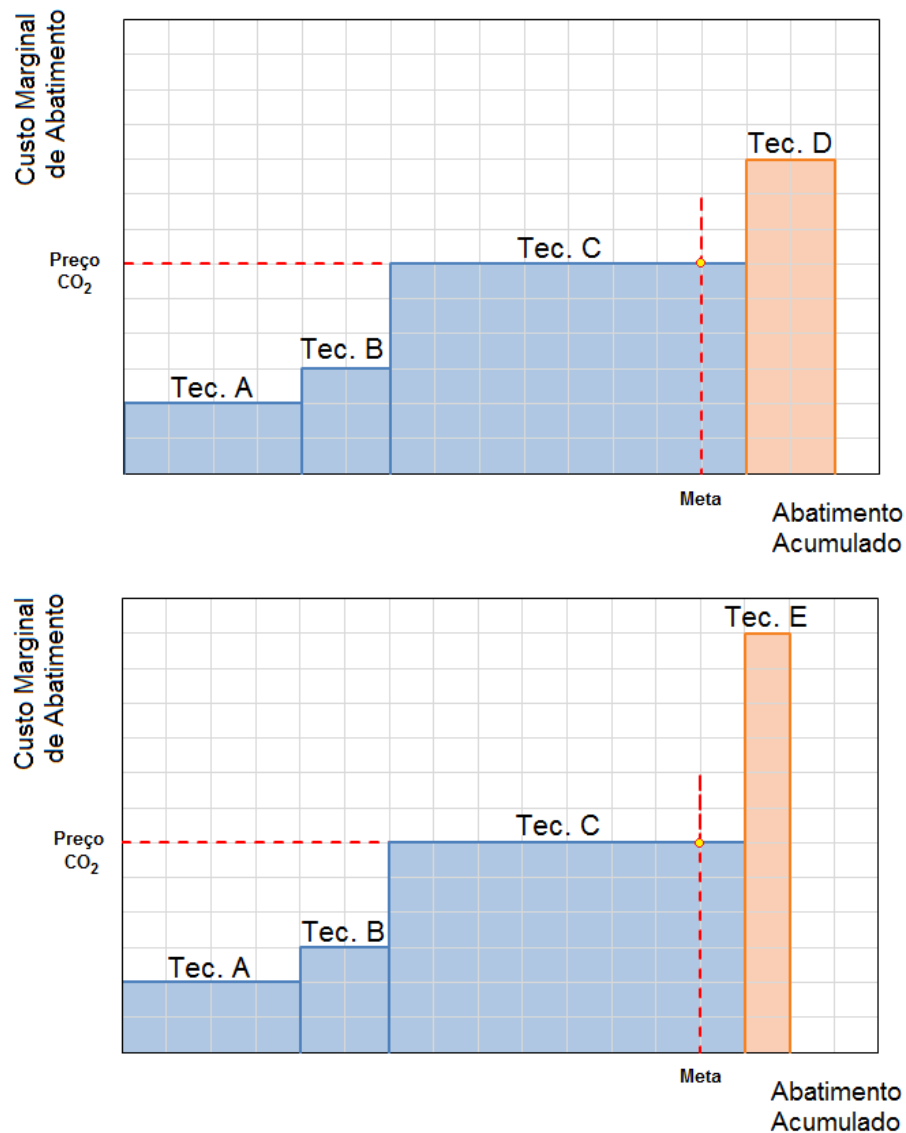 Custo Marginal
de Abatimento
Tec. D
Tec. C
Preço
CO₂
Tec. B
Tec. A
Meta
Abatimento
Acumulado
Custo Marginal
de Abatimento
Tec. E
Tec. C
Preço
CO₂
Tec. B
Tec. A
Meta
Abatimento
Acumulado